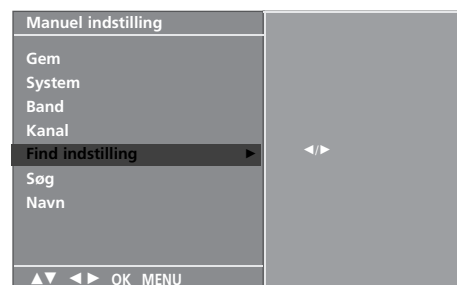 Manuel indstilling
Gem
System
Band
Kanal
Find indstilling ►
◄/►
Søg
Navn
▲▼ ◄► OK MENU